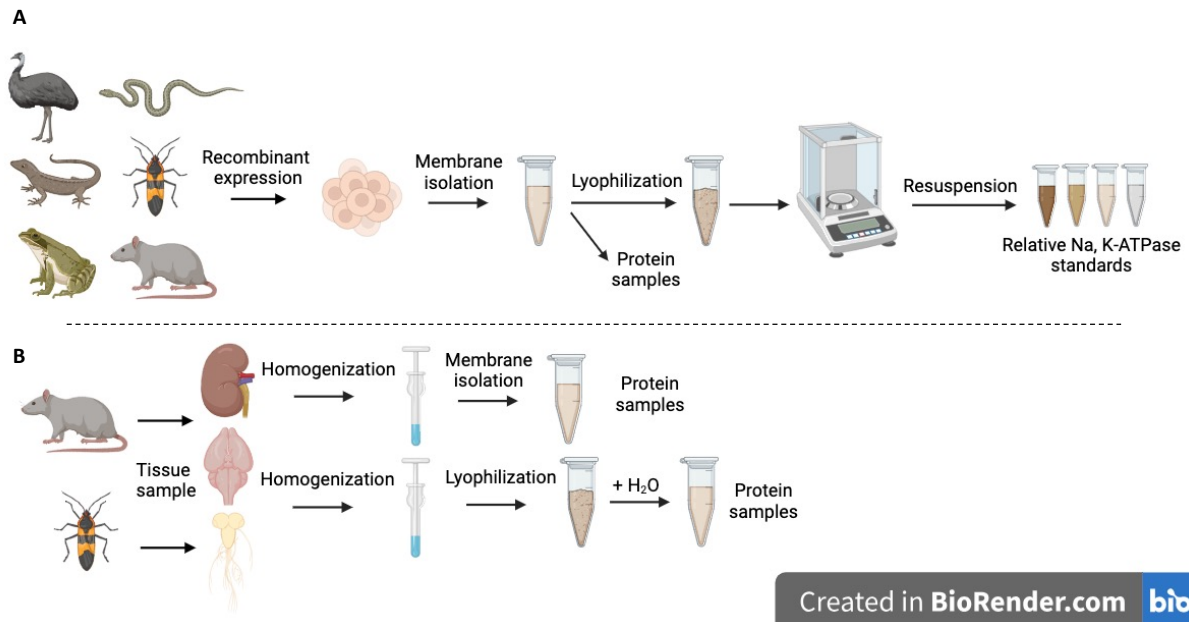 A
Recombinant
expression
Membrane
isolation
Lyophilization
Protein
samples
Resuspension
Relative Na, K-ATPase
standards
B
Tissue
sample
Homogenization
Membrane
isolation
Protein
samples
Homogenization
Lyophilization
+ H₂O
Protein
samples
Created in BioRender.com bio